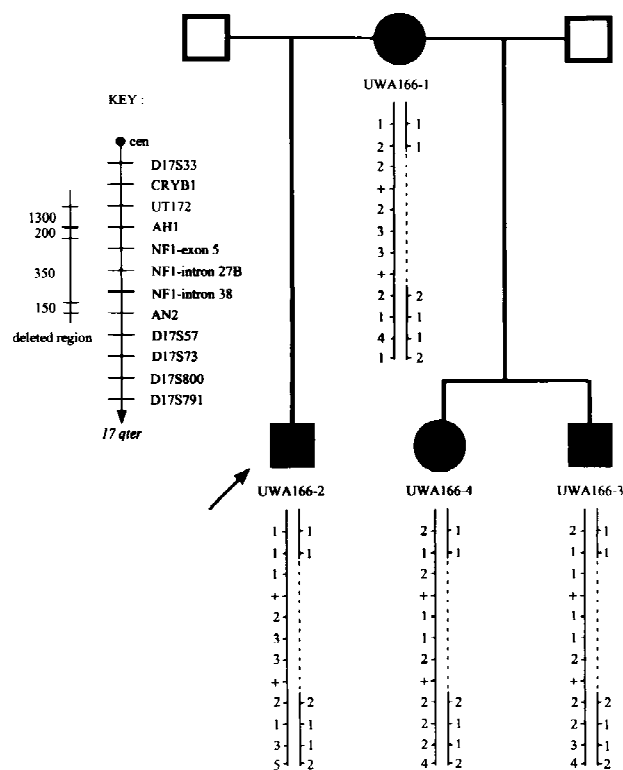 UWA166-1
KEY :
cen
D17S33
CRYB1
UT172
AH1
NF1-exon 5
NF1-intron 27B
NF1-intron 38
AN2
D17S57
D17S73
D17S800
D17S791
17 qter
1300
200
350
150
deleted region
1 1
2 1
2
+
2
3
3
+
2 2
1 1
4 1
1 2
UWA166-2
1 1
1 1
1
+
2
3
3
+
2 2
1 1
3 1
5 2
UWA166-4
2 1
1 1
2
+
1
1
2
+
2 2
2 1
2 1
4 2
UWA166-3
2 1
1 1
1
+
1
1
2
+
2 2
2 1
3 1
4 2